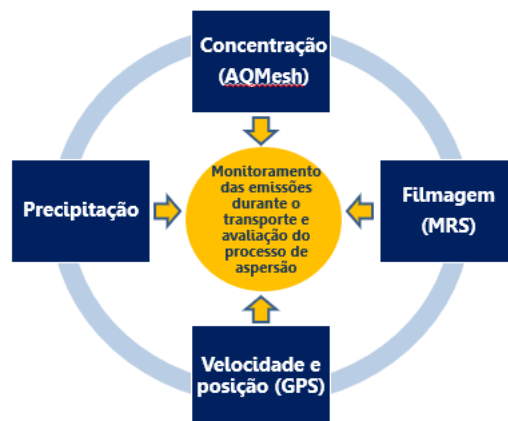 Concentração
(AQMesh)
Monitoramento
das emissões
durante o
transporte e
avaliação do
processo de
aspersão
Precipitação
Filmagem
(MRS)
Velocidade e
posição (GPS)